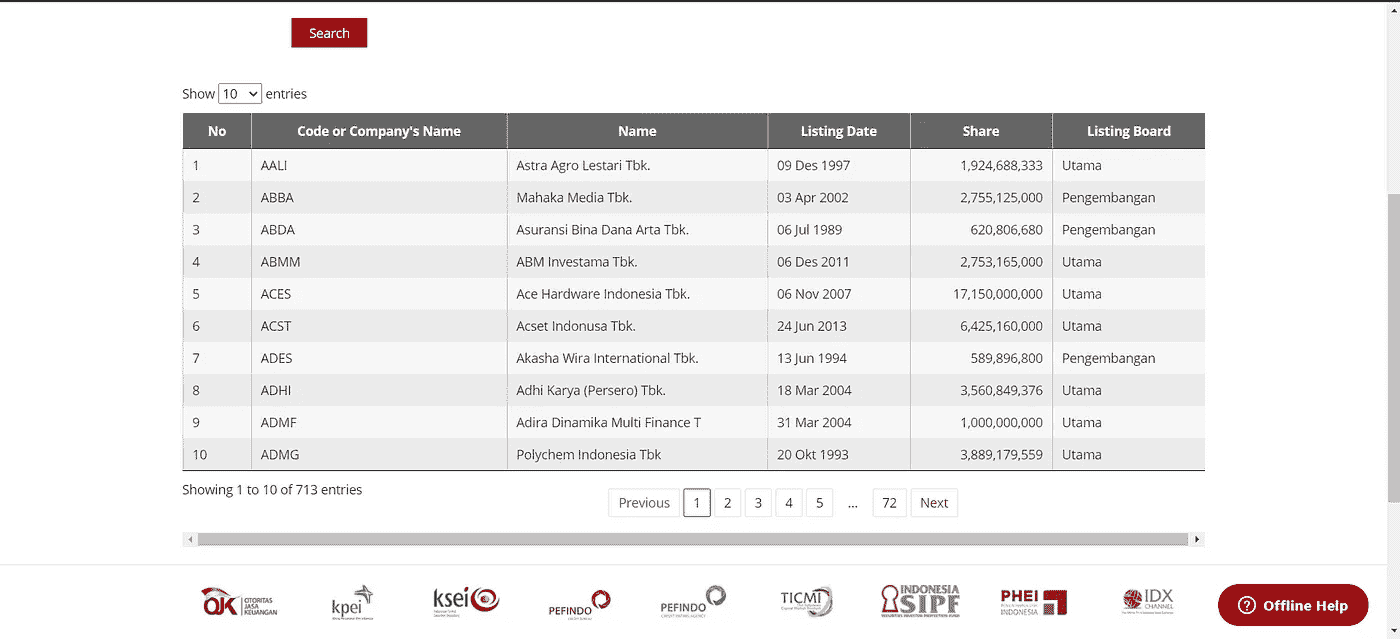 Search
Show 10 entries
No Code or Company's Name Name Listing Date Share Listing Board
1 AALI Astra Agro Lestari Tbk. 09 Des 1997 1,924,688,333 Utama
2 ABBA Mahaka Media Tbk. 03 Apr 2002 2,755,125,000 Pengembangan
3 ABDA Asuransi Bina Dana Arta Tbk. 06 Jul 1989 620,806,680 Pengembangan
4 ABMM ABM Investama Tbk. 06 Des 2011 2,753,165,000 Utama
5 ACES Ace Hardware Indonesia Tbk. 06 Nov 2007 17,150,000,000 Utama
6 ACST Acset Indonusa Tbk. 24 Jun 2013 6,425,160,000 Utama
7 ADES Akasha Wira International Tbk. 13 Jun 1994 589,896,800 Pengembangan
8 ADHI Adhi Karya (Persero) Tbk. 18 Mar 2004 3,560,849,376 Utama
9 ADMF Adira Dinamika Multi Finance T 31 Mar 2004 1,000,000,000 Utama
10 ADMG Polychem Indonesia Tbk 20 Okt 1993 3,889,179,559 Utama
Showing 1 to 10 of 713 entries
Previous 1 2 3 4 5 ... 72 Next
OJK OTORITAS JASA KEUANGAN
kpei
ksei
PEFINDO
PEFINDO
TICMI
INDONESIA SIPF
PHEI
INDONESIA
IDX CHANNEL
Offline Help